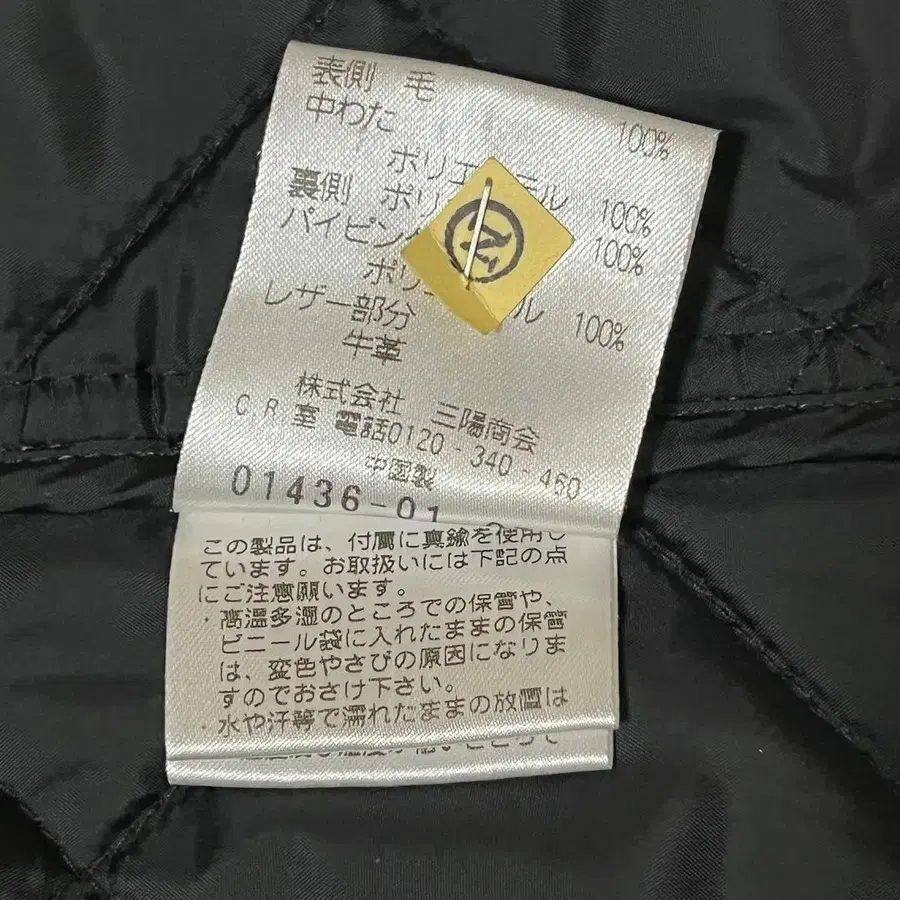 表側 毛 100%
中わた
ポリエステル 100%
裏側 ポリ 100%
パイピング
ポリ ル 100%
レザー部分
牛革
株式会社 三陽商会
C.R.室 電話0120-340-460
中国製
01436-01
この製品は、付属に真鍮を使用し
ています。お取扱いには下記の点
にご注意願います。
・高温多湿のところでの保管や、
ビニール袋に入れたままの保管
は、変色やさびの原因になりま
すのでおさけ下さい。
・水や汗等で濡れたままの放置は
N